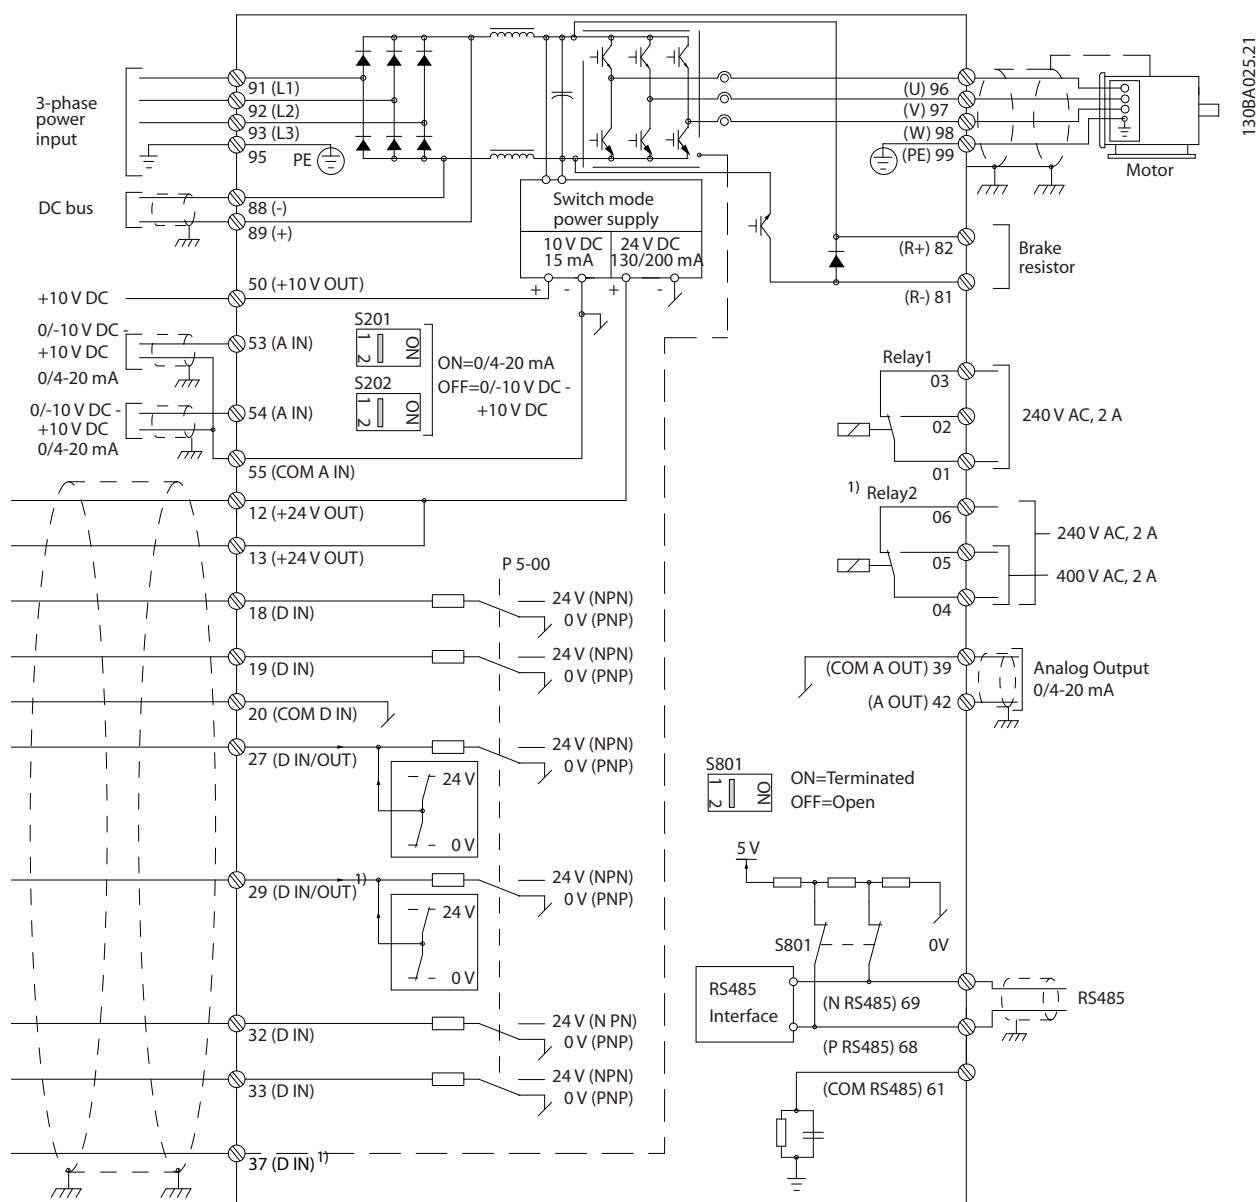 130BA025.21
3-phase
power
input
91 (L1)
92 (L2)
93 (L3)
95
PE
DC bus
88 (-)
89 (+)
Switch mode
power supply
10 V DC
15 mA
24 V DC
130/200 mA
+ - + -
(U) 96
(V) 97
(W) 98
(PE) 99
Motor
(R+) 82
(R-) 81
Brake
resistor
+10 V DC
50 (+10 V OUT)
0/-10 V DC -
+10 V DC
0/4-20 mA
53 (A IN)
0/-10 V DC -
+10 V DC
0/4-20 mA
54 (A IN)
55 (COM A IN)
S201
1
2
ON
S202
1
2
ON
ON=0/4-20 mA
OFF=0/-10 V DC -
+10 V DC
Relay1
03
02
01
240 V AC, 2 A
1) Relay2
06
05
04
240 V AC, 2 A
400 V AC, 2 A
12 (+24 V OUT)
13 (+24 V OUT)
P 5-00
18 (D IN)
24 V (NPN)
0 V (PNP)
19 (D IN)
24 V (NPN)
0 V (PNP)
20 (COM D IN)
27 (D IN/OUT)
24 V
0 V
24 V (NPN)
0 V (PNP)
29 (D IN/OUT) 1)
24 V
0 V
24 V (NPN)
0 V (PNP)
32 (D IN)
24 V (N PN)
0 V (PNP)
33 (D IN)
24 V (NPN)
0 V (PNP)
37 (D IN) 1)
(COM A OUT) 39
(A OUT) 42
Analog Output
0/4-20 mA
S801
1
2
ON
ON=Terminated
OFF=Open
5 V
S801
0V
RS485
Interface
(N RS485) 69
(P RS485) 68
(COM RS485) 61
RS485